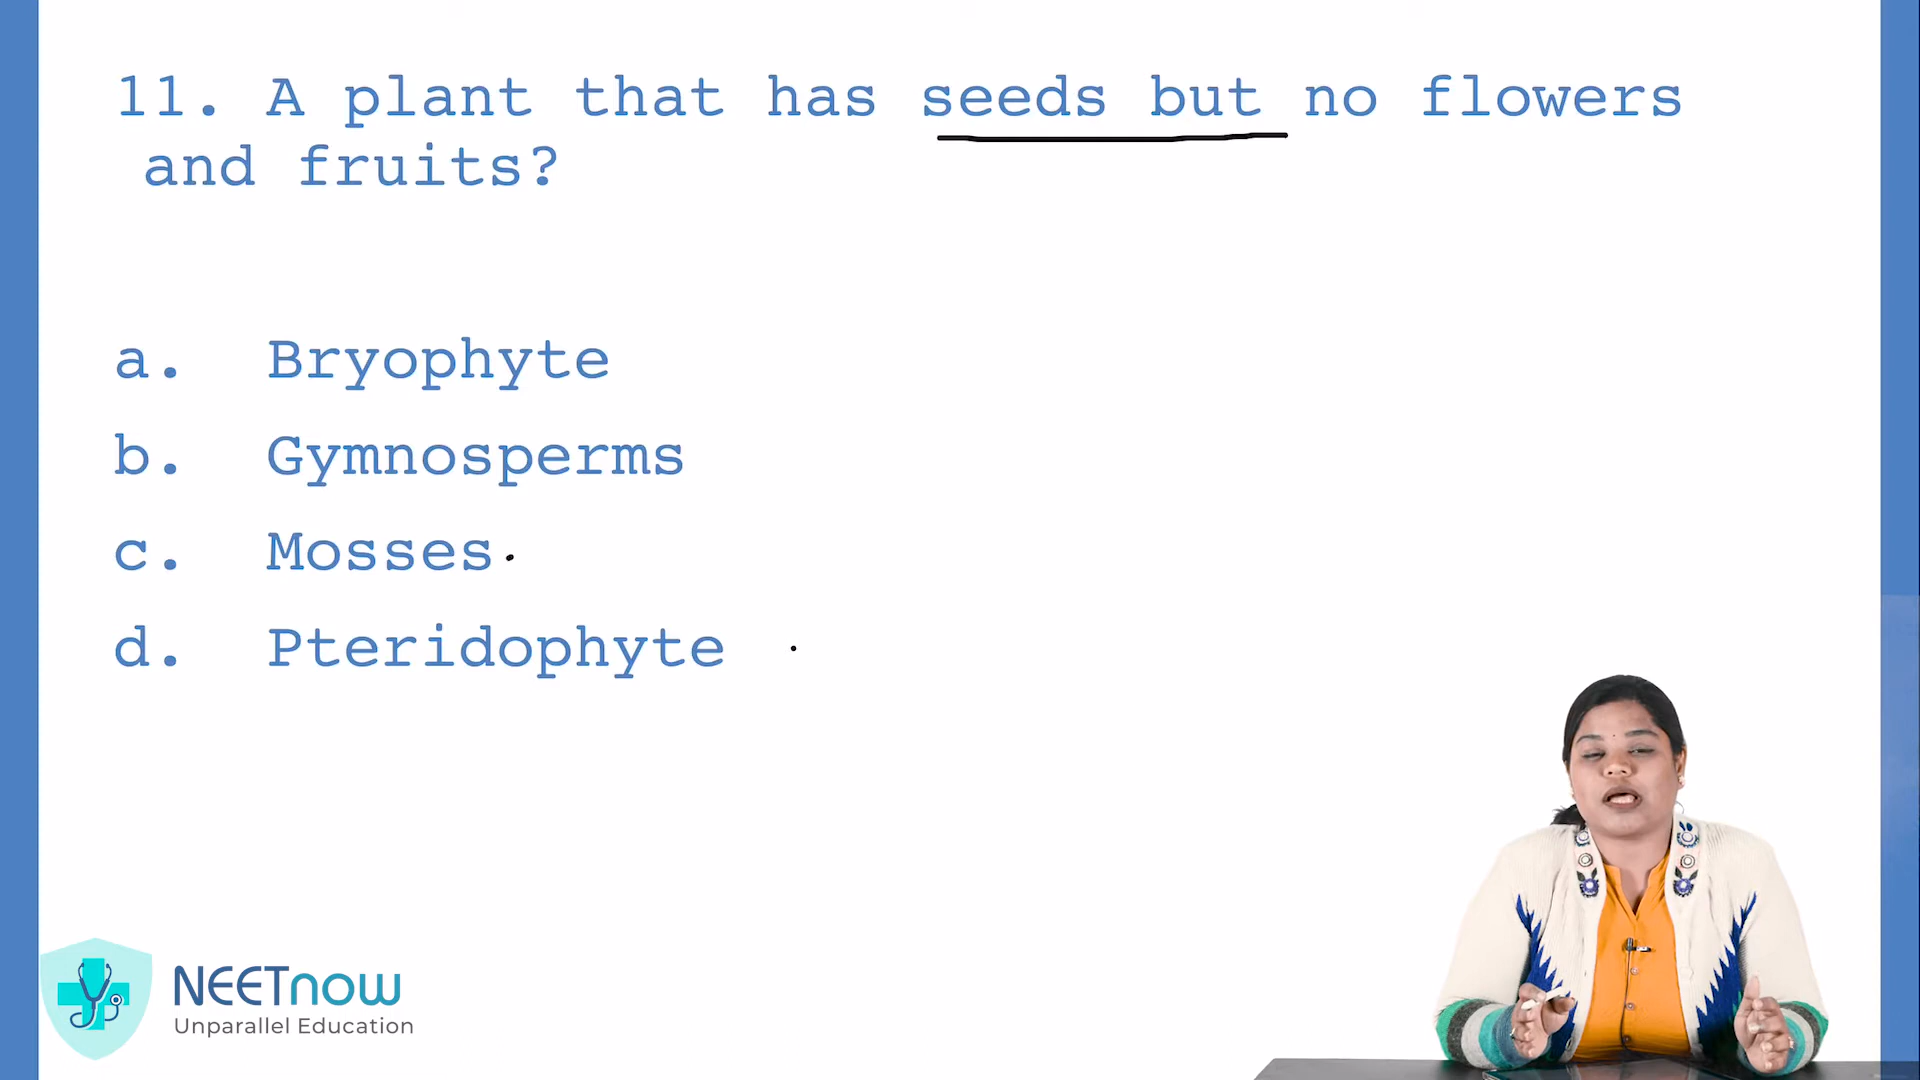 11. A plant that has seeds but no flowers
and fruits?
a. Bryophyte
b. Gymnosperms
c. Mosses
d. Pteridophyte
NEETnow
Unparallel Education